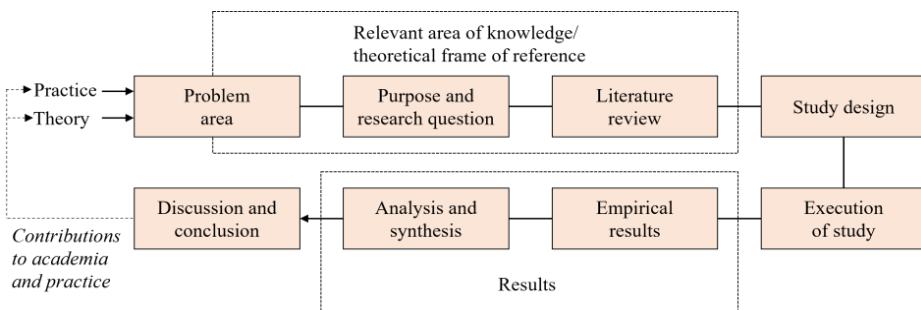 Relevant area of knowledge/
theoretical frame of reference
Practice
Theory
Problem
area
Purpose and
research question
Literature
review
Study design
Discussion and
conclusion
Analysis and
synthesis
Empirical
results
Execution
of study
Contributions
to academia
and practice
Results